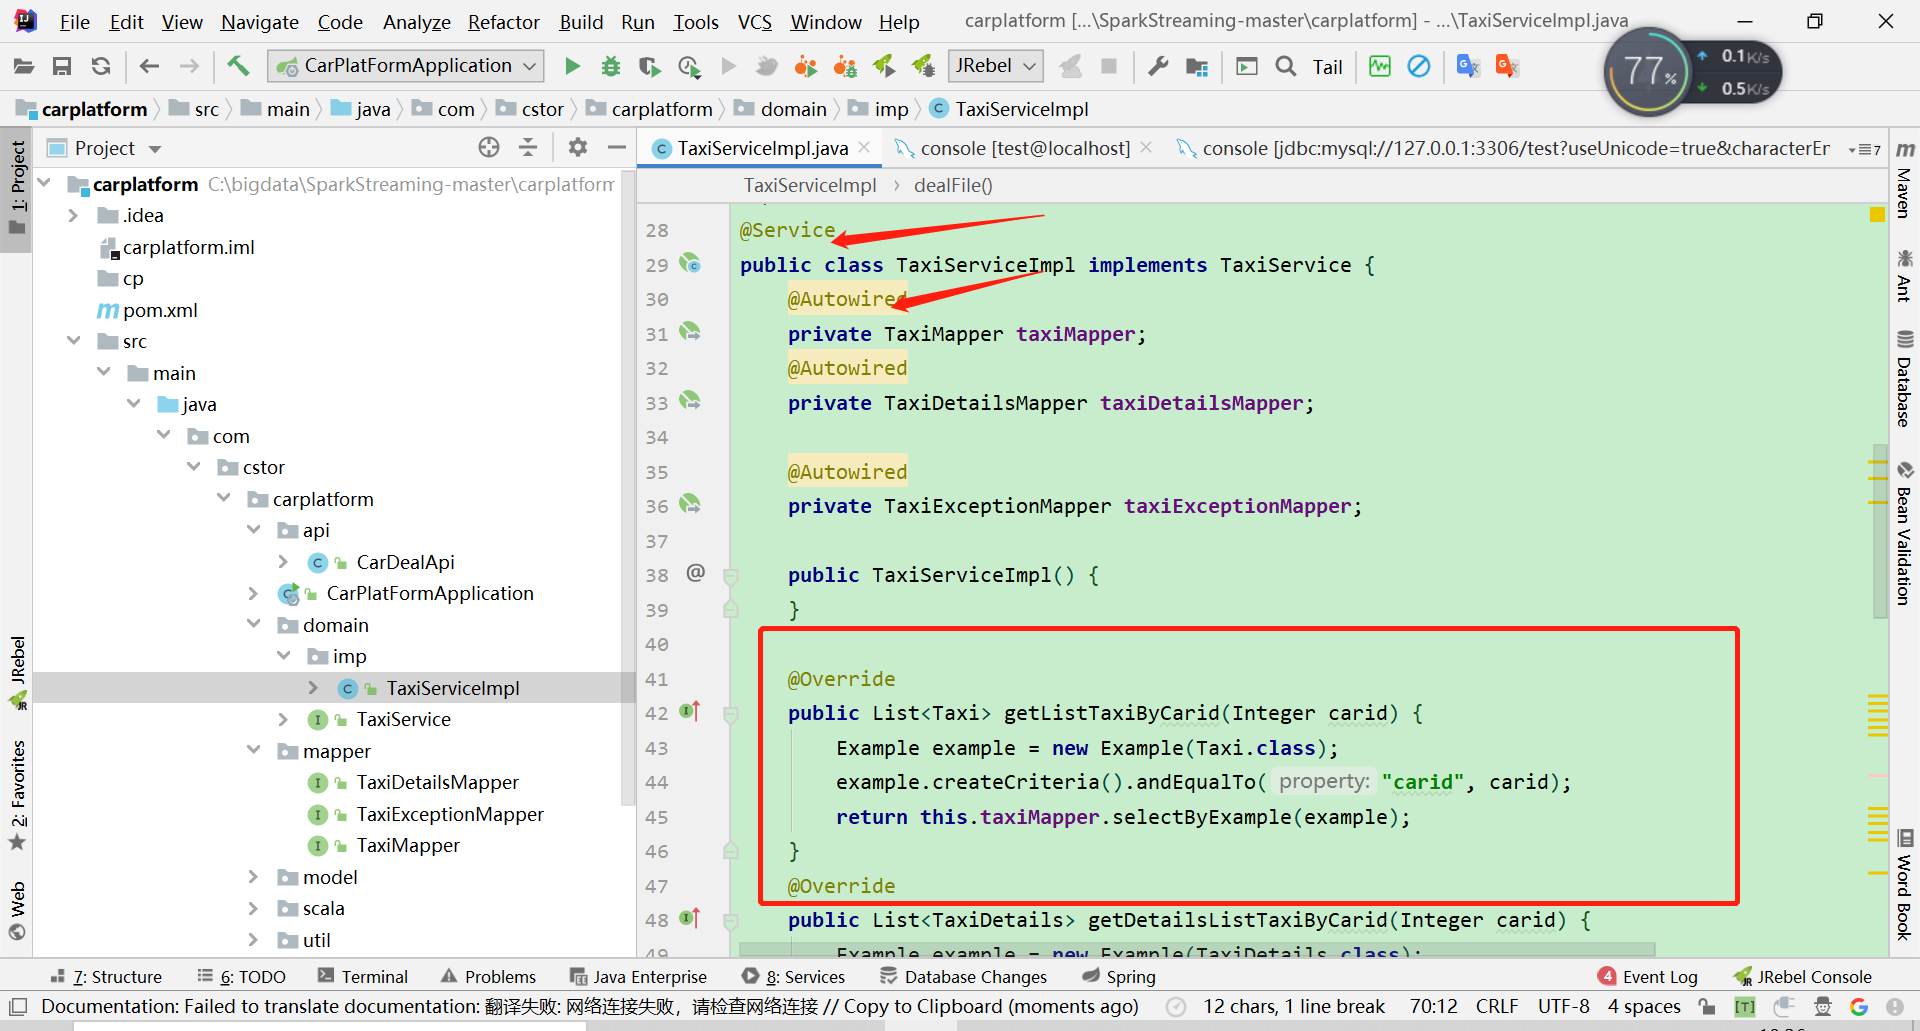 File Edit View Navigate Code Analyze Refactor Build Run Tools VCS Window Help carplatform [...\SparkStreaming-master\carplatform] - ...\TaxiServiceImpl.java
CarPlatFormApplication JRebel Tail
77% 0.1K/s
0.5K/s
carplatform src main java com cstor carplatform domain imp TaxiServiceImpl
Project
TaxiServiceImpl.java console [test@localhost] console [jdbc:mysql://127.0.0.1:3306/test?useUnicode=true&characterEr 7
TaxiServiceImpl › dealFile()
1: Project
JRebel
2: Favorites
Web
carplatform C:\bigdata\SparkStreaming-master\carplatform
.idea
carplatform.iml
cp
pom.xml
src
main
java
com
cstor
carplatform
api
CarDealApi
CarPlatFormApplication
domain
imp
TaxiServiceImpl
TaxiService
mapper
TaxiDetailsMapper
TaxiExceptionMapper
TaxiMapper
model
scala
util
28 @Service
29 public class TaxiServiceImpl implements TaxiService {
30 @Autowired
31 private TaxiMapper taxiMapper;
32 @Autowired
33 private TaxiDetailsMapper taxiDetailsMapper;
34
35 @Autowired
36 private TaxiExceptionMapper taxiExceptionMapper;
37
38 @ public TaxiServiceImpl() {
39 }
40
41 @Override
42 public List<Taxi> getListTaxiByCarid(Integer carid) {
43 Example example = new Example(Taxi.class);
44 example.createCriteria().andEqualTo( property: "carid", carid);
45 return this.taxiMapper.selectByExample(example);
46 }
47 @Override
48 public List<TaxiDetails> getDetailsListTaxiByCarid(Integer carid) {
49 Example example = new Example(TaxiDetails.class);
Maven
Ant
Database
Bean Validation
Word Book
7: Structure 6: TODO Terminal Problems Java Enterprise 8: Services Database Changes Spring 4 Event Log JRebel Console
Documentation: Failed to translate documentation: 翻译失败: 网络连接失败，请检查网络连接 // Copy to Clipboard (moments ago) 12 chars, 1 line break 70:12 CRLF UTF-8 4 spaces [T]